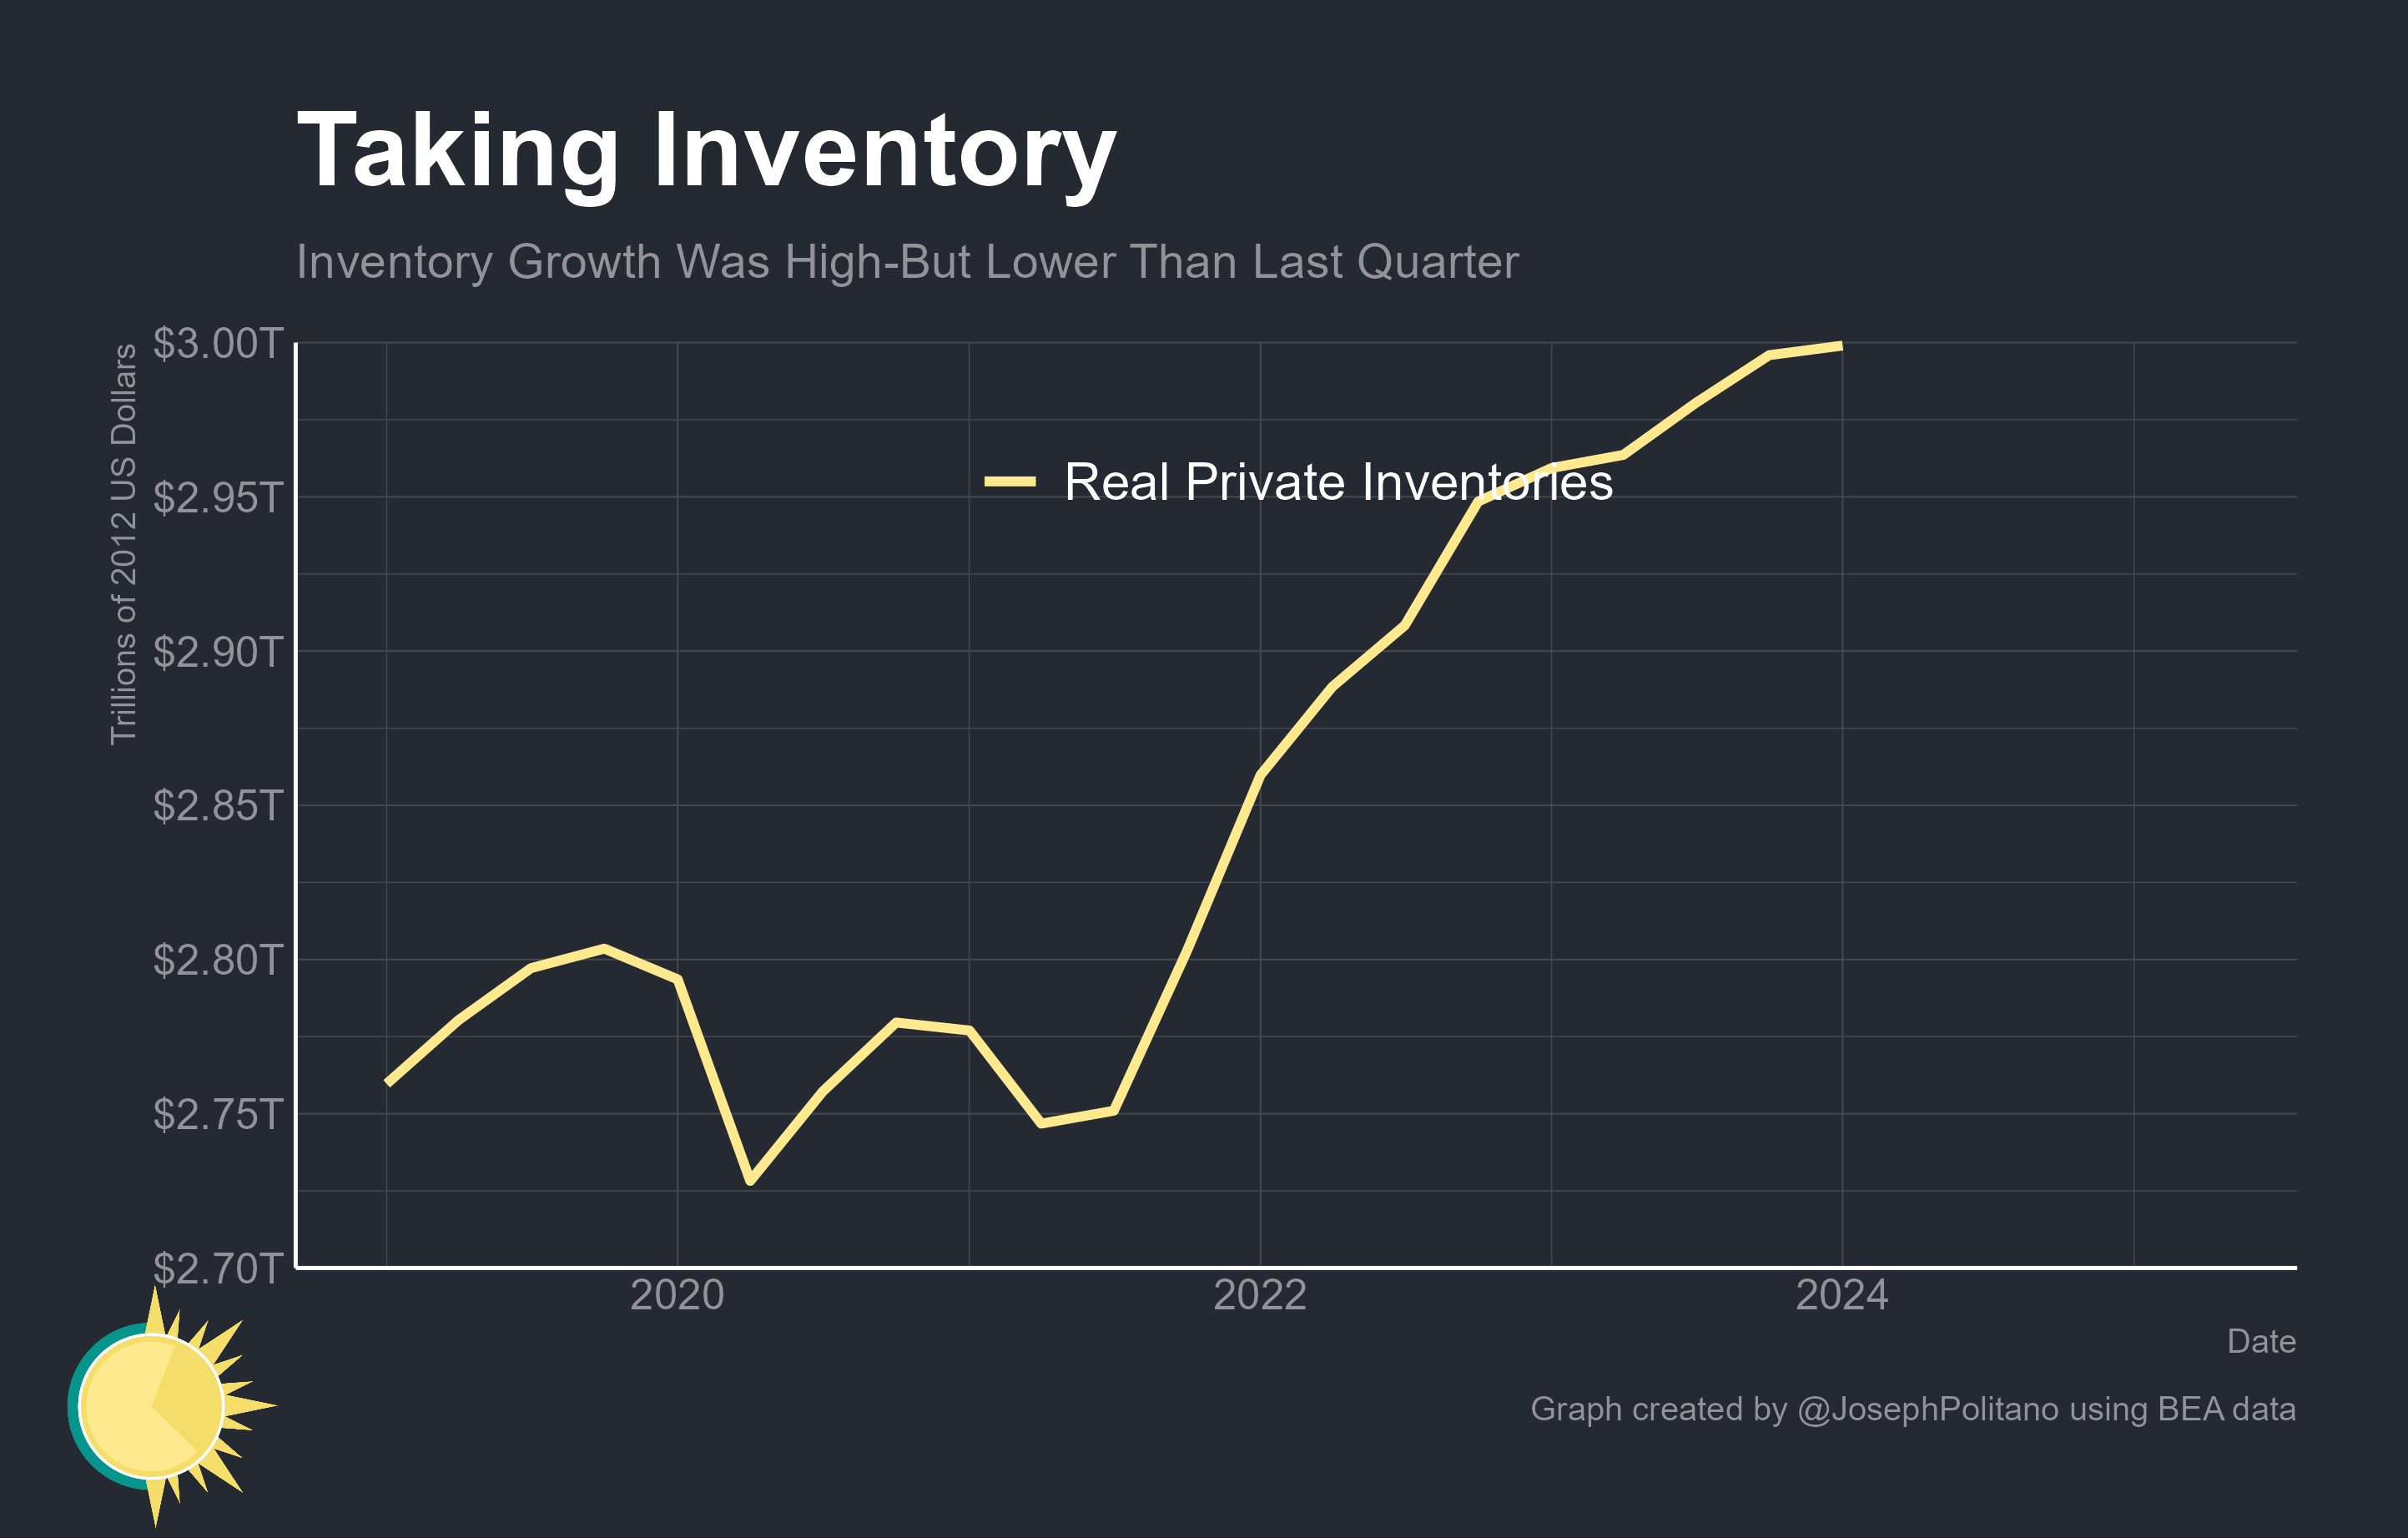 Taking Inventory
Inventory Growth Was High-But Lower Than Last Quarter
Trillions of 2012 US Dollars
$3.00T
$2.95T
$2.90T
$2.85T
$2.80T
$2.75T
$2.70T
Real Private Inventories
2020
2022
2024
Date
Graph created by @JosephPolitano using BEA data